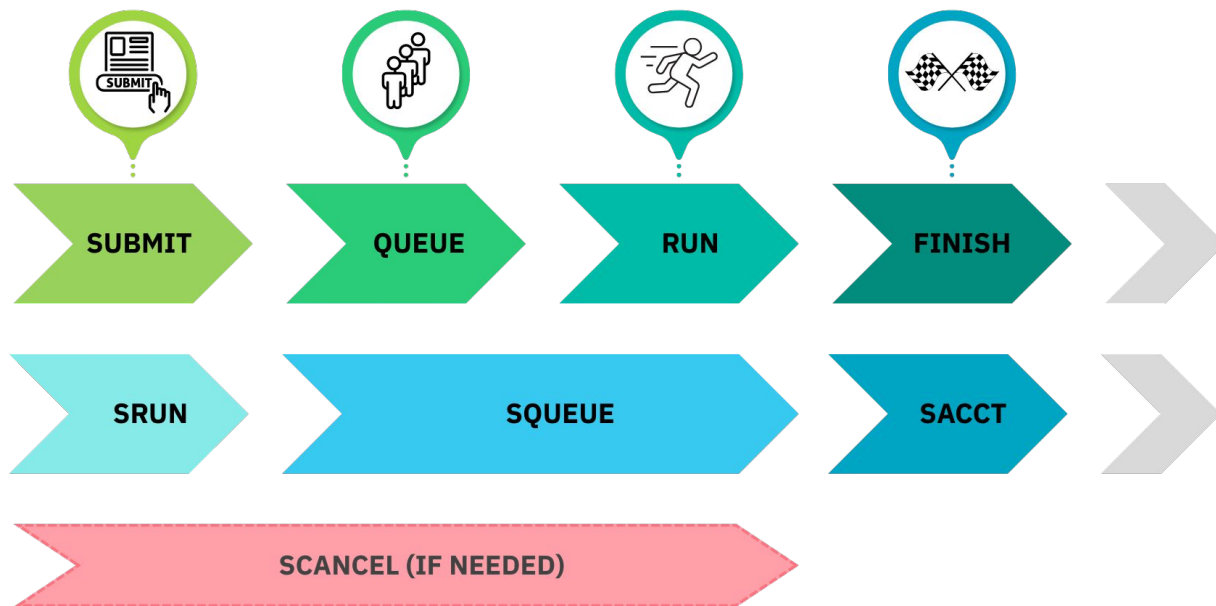 SUBMIT
SUBMIT
QUEUE
RUN
FINISH
SRUN
SQUEUE
SACCT
SCANCEL (IF NEEDED)